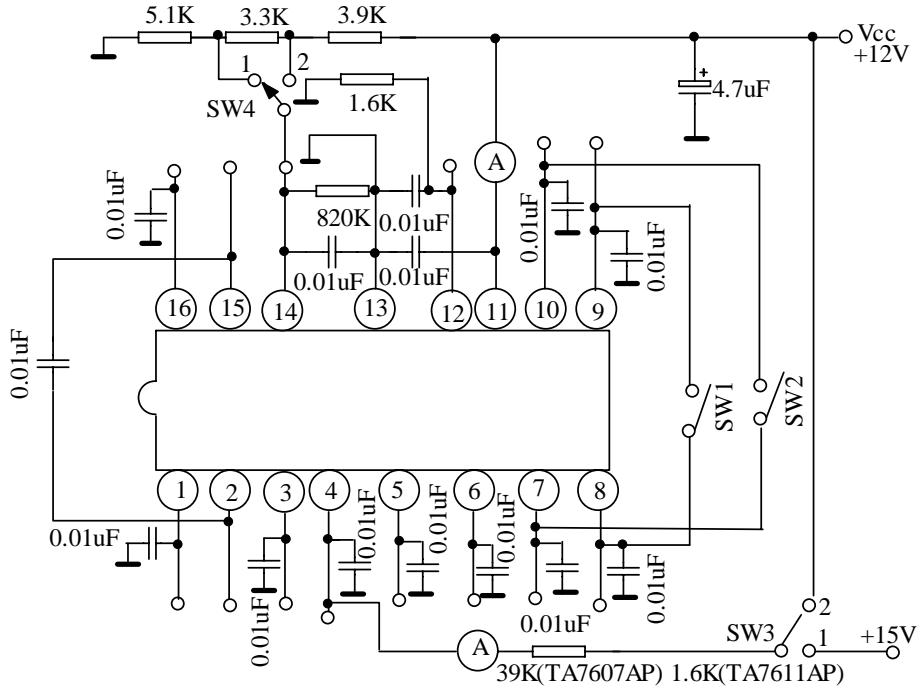 5.1K 3.3K 3.9K
Vcc
+12V
1 2
SW4
1.6K
+
4.7uF
A
0.01uF
0.01uF
820K
0.01uF
0.01uF
0.01uF
0.01uF
0.01uF
16 15 14 13 12 11 10 9
0.01uF
SW1
SW2
1 2 3 4 5 6 7 8
0.01uF
0.01uF
0.01uF
0.01uF
0.01uF
0.01uF
0.01uF
2
SW3
1
+15V
A
39K(TA7607AP) 1.6K(TA7611AP)